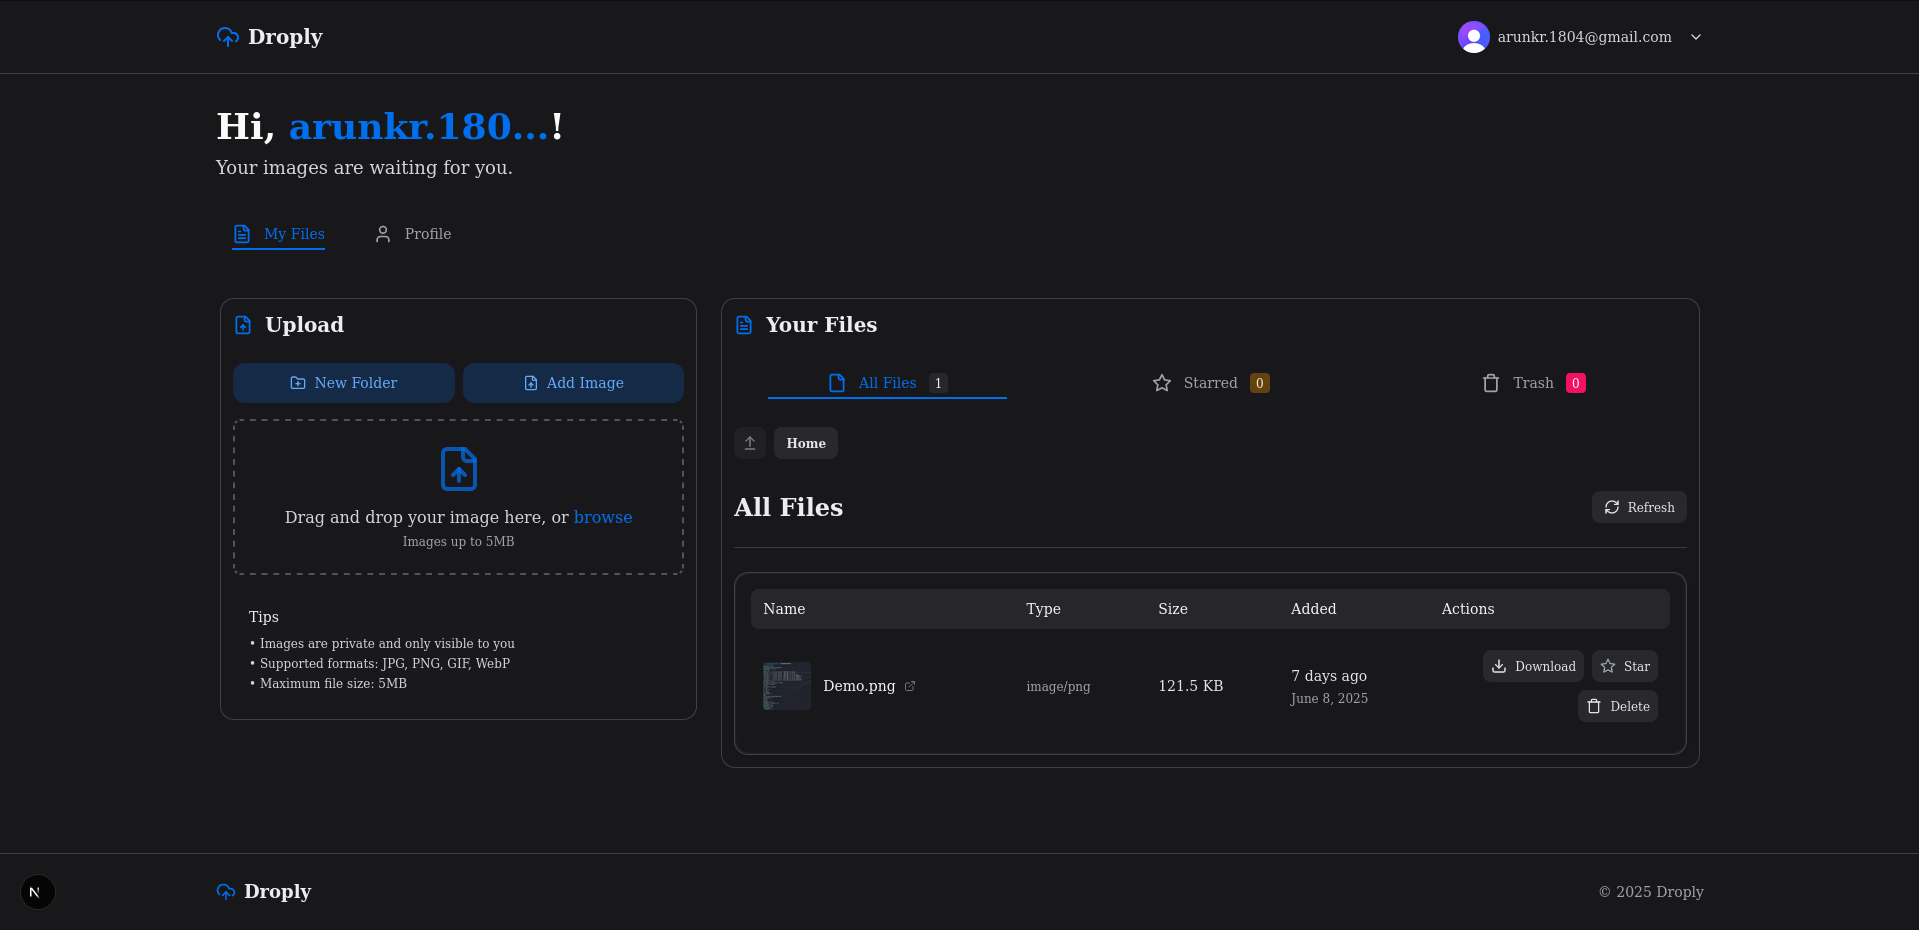 Droply
arunkr.1804@gmail.com
Hi, arunkr.180...!
Your images are waiting for you.
My Files
Profile
Upload
New Folder
Add Image
Drag and drop your image here, or browse
Images up to 5MB
Tips
• Images are private and only visible to you
• Supported formats: JPG, PNG, GIF, WebP
• Maximum file size: 5MB
Your Files
All Files 1
Starred 0
Trash 0
Home
All Files
Refresh
Name Type Size Added Actions
Demo.png image/png 121.5 KB 7 days ago
June 8, 2025
Download
Star
Delete
N
Droply
© 2025 Droply